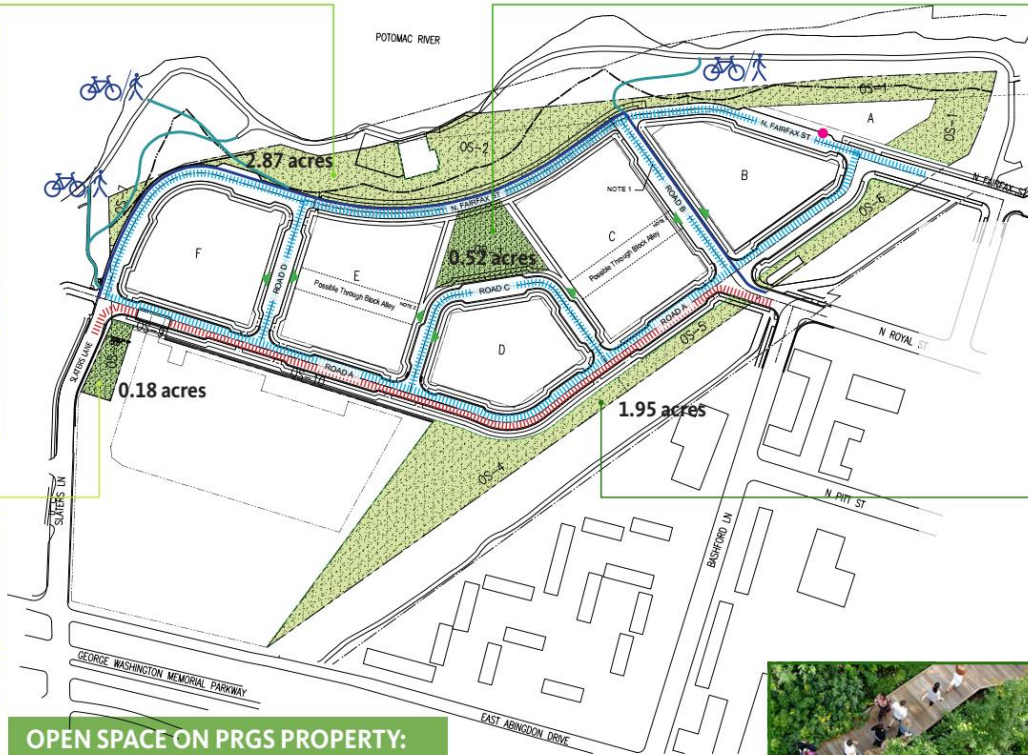 POTOMAC RIVER
OS-1
A
N. FAIRFAX ST
OS-1
OS-2
2.87 acres
B
NOTE 1
ROAD B
N. FAIRFAX ST
OS-6
N. FAIRFAX ST
F
ROAD D
E
Possible Through Block Alley
0.52 acres
C
Possible Through Block Alley
ROAD C
ROAD A
D
OS-5
N ROYAL ST
SLATERS LANE
ROAD A
0.18 acres
1.95 acres
OS-4
SLATERS LN
N PITT ST
BASHFORD LN
GEORGE WASHINGTON MEMORIAL PARKWAY
EAST ABINGDON DRIVE
OPEN SPACE ON PRGS PROPERTY: